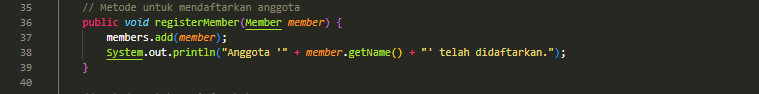 35 // Metode untuk mendaftarkan anggota
36 public void registerMember(Member member) {
37 members.add(member);
38 System.out.println("Anggota '" + member.getName() + "' telah didaftarkan.");
39 }
40